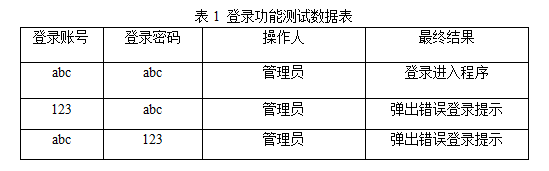 表 1 登录功能测试数据表
登录账号 登录密码 操作人 最终结果
abc abc 管理员 登录进入程序
123 abc 管理员 弹出错误登录提示
abc 123 管理员 弹出错误登录提示